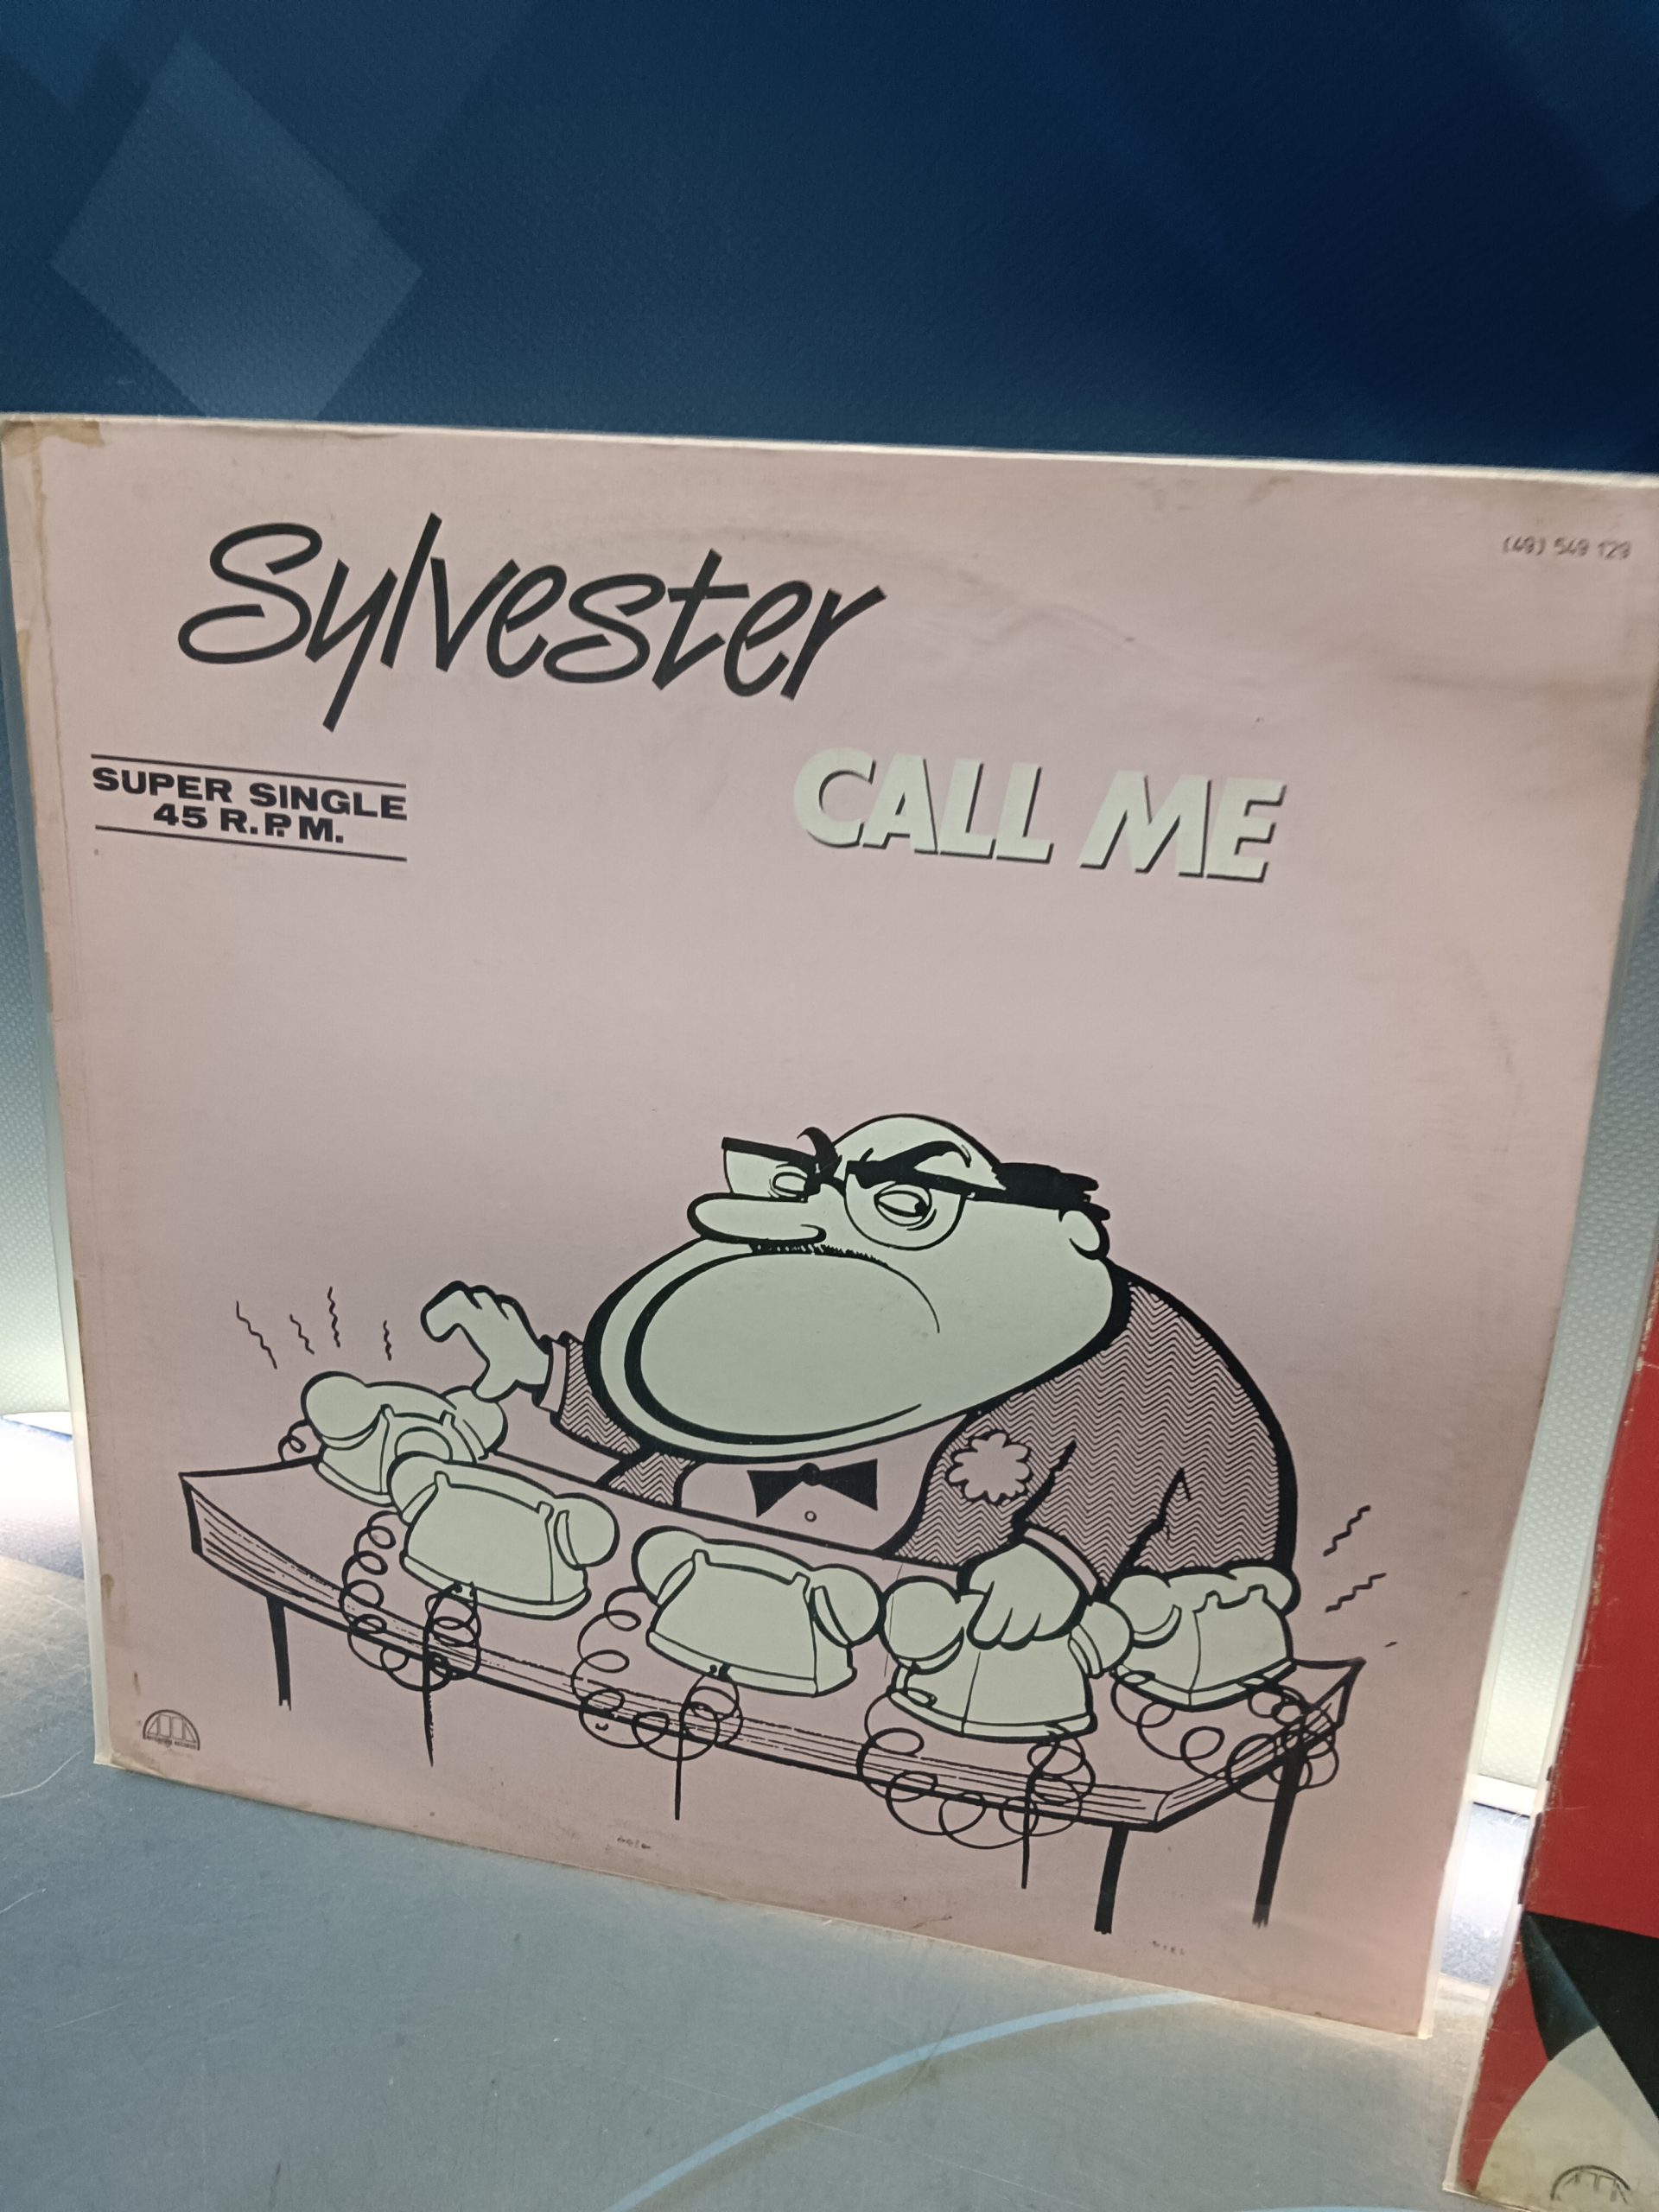 Sylvester
(49) 549 129
CALL ME
SUPER SINGLE
45 R.P.M.